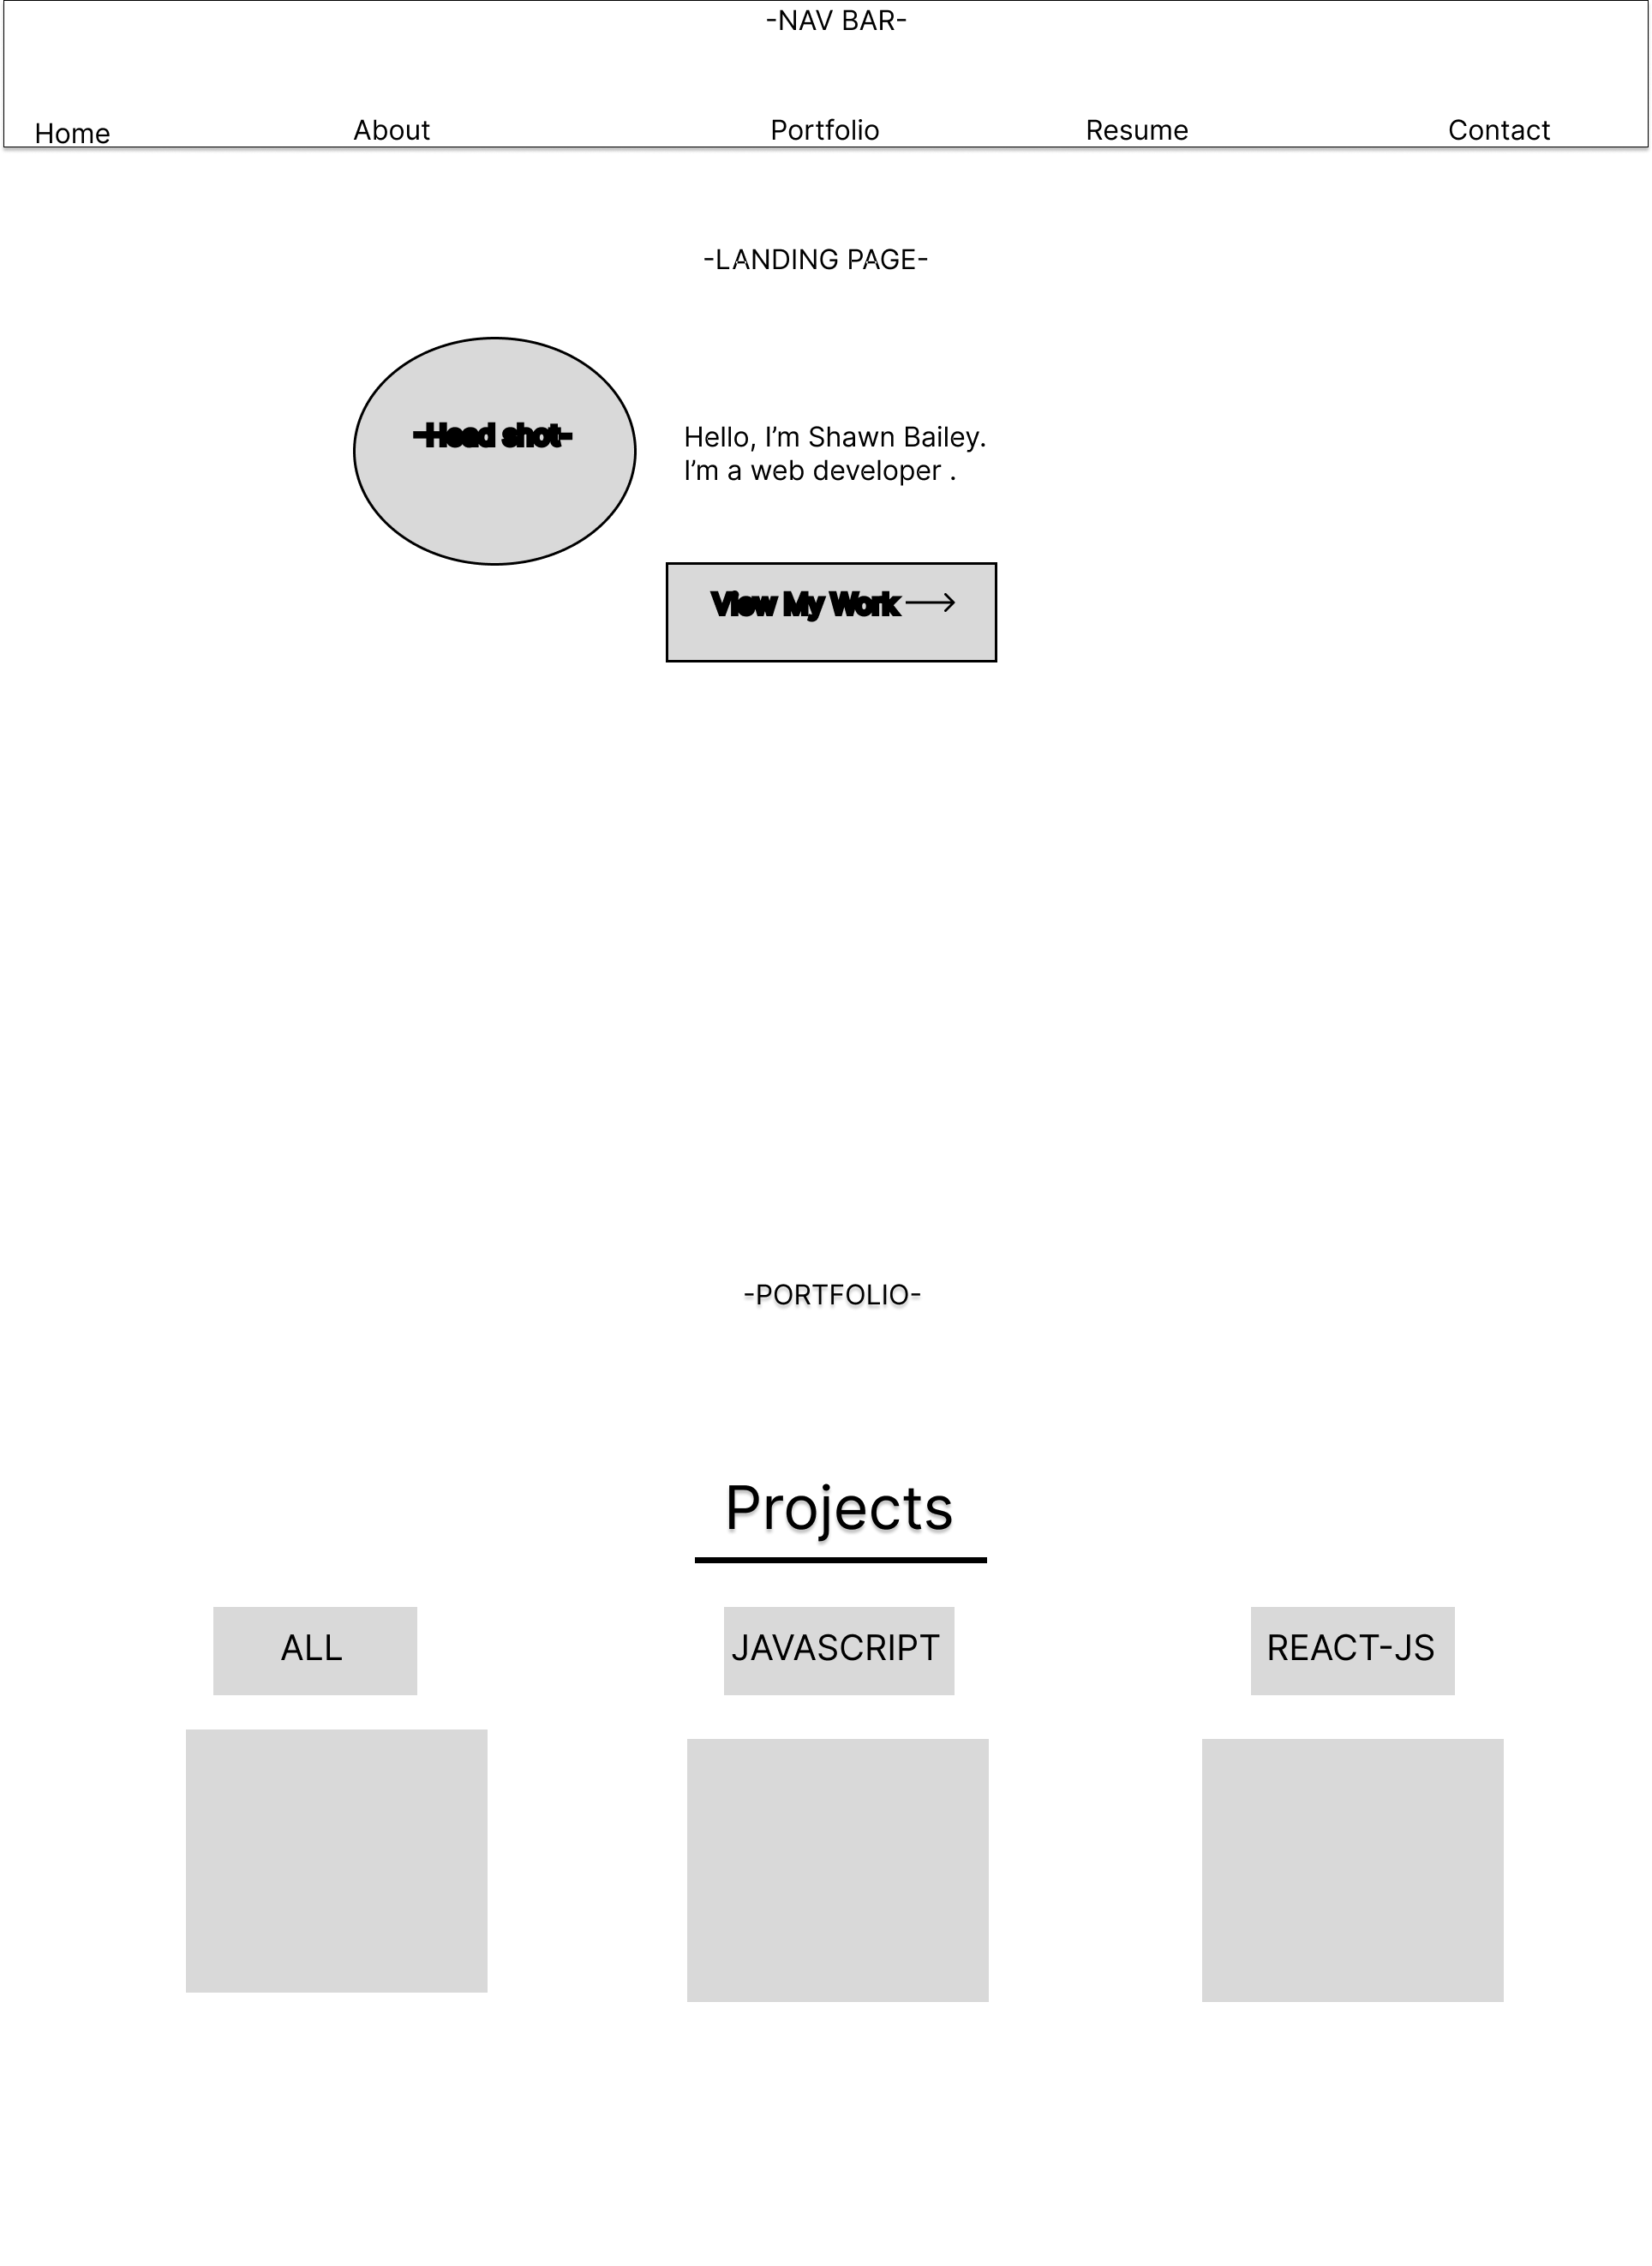 -NAV BAR-
Home About Portfolio Resume Contact
-LANDING PAGE-
-Head shot-
Hello, I’m Shawn Bailey.
I’m a web developer .
View My Work
-PORTFOLIO-
Projects
ALL JAVASCRIPT REACT-JS